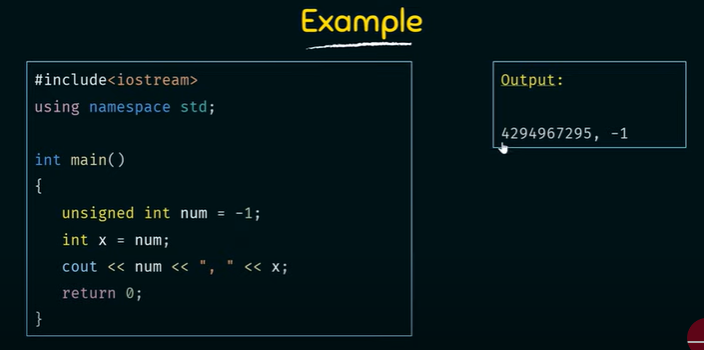 Example
#include<iostream>
using namespace std;
int main()
{
unsigned int num = -1;
int x = num;
cout << num << ", " << x;
return 0;
}
Output:
4294967295, -1